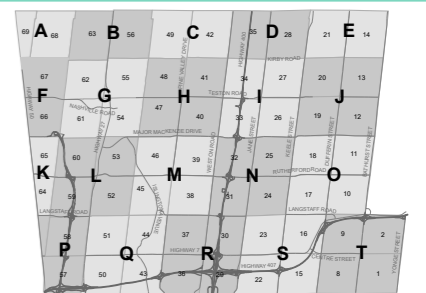 69 A 68 63 B 56 49 C 42 35 D 28 21 E 14
HIGHWAY 400
KIRBY ROAD
67 62 55 48 41 34 27 20 13
F G H I J
TESTON ROAD
NASHVILLE ROAD
HIGHWAY 50
66 61 54 47 40 33 26 19 12
HIGHWAY 27
MAJOR MACKENZIE DRIVE
WESTON ROAD
JANE STREET
KEELE STREET
DUFFERIN STREET
BATHURST STREET
65 60 53 46 39 32 25 18 11
K L M N O
RUTHERFORD ROAD
64 59 52 45 38 31 24 17 10
LANGSTAFF ROAD
LANGSTAFF ROAD
58 51 44 37 30 23 16 9 2
P Q R S T
HIGHWAY 7
CENTRE STREET
YONGE STREET
HIGHWAY 407
57 50 43 36 29 22 15 8 1